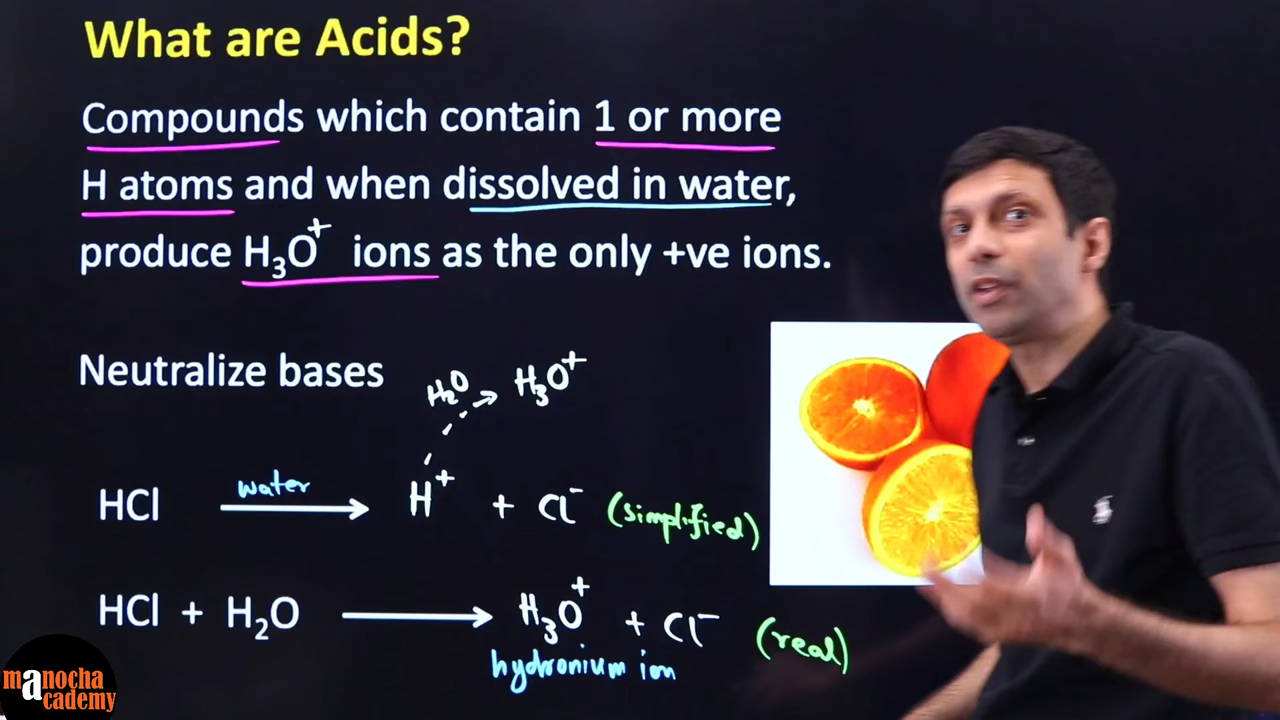 What are Acids?
Compounds which contain 1 or more
H atoms and when dissolved in water,
produce H₃O⁺ ions as the only +ve ions.
Neutralize bases
H₂O → H₃O⁺
HCl water → H⁺ + Cl⁻ (simplified)
HCl + H₂O → H₃O⁺ + Cl⁻ (real)
hydronium ion
manocha
academy